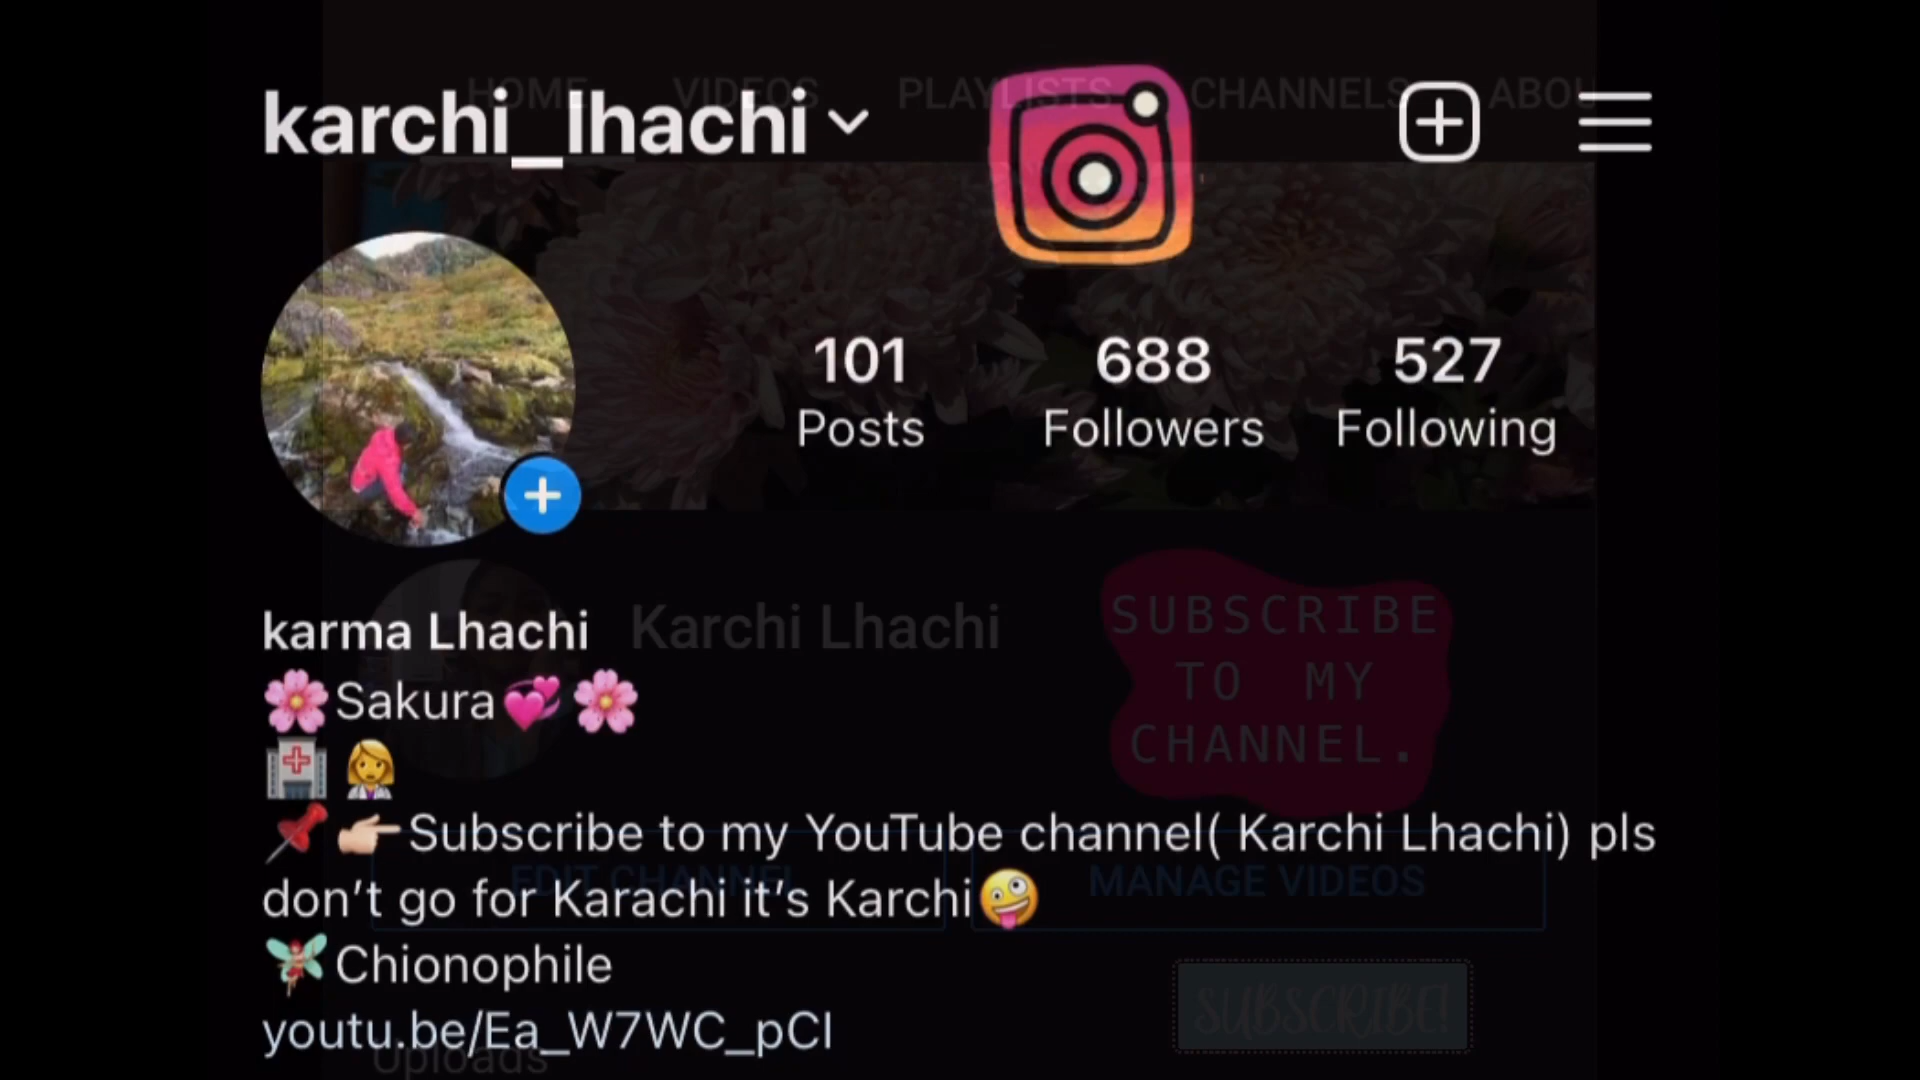 HOME VIDEOS PLAYLISTS CHANNELS ABOU
karchi_lhachi
101 688 527
Posts Followers Following
karma Lhachi
Karchi Lhachi
SUBSCRIBE
TO MY
CHANNEL.
🌸Sakura💞🌸
🏥 👩‍⚕️
📌👉🏻Subscribe to my YouTube channel( Karchi Lhachi) pls
EDIT CHANNEL MANAGE VIDEOS
don't go for Karachi it's Karchi🤪
🧚Chionophile
SUBSCRIBE!
youtu.be/Ea_W7WC_pCI
Uploads